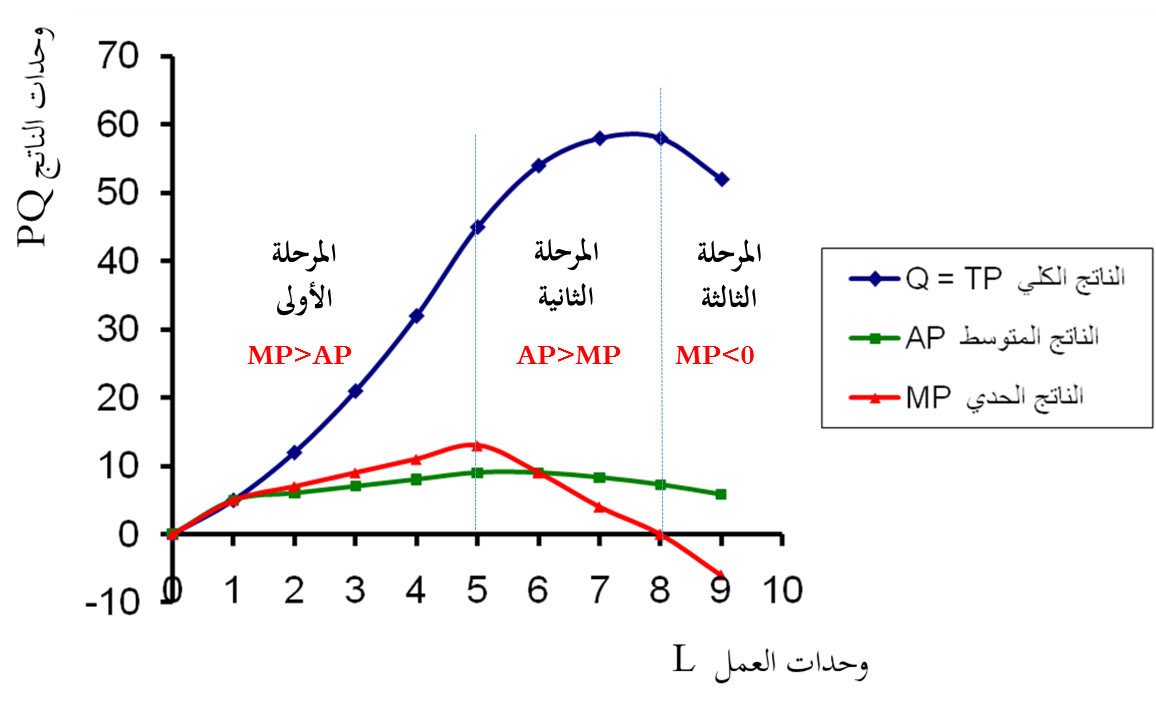 وحدات الناتج PQ
70
60
50
40
30
20
10
0
-10
0 1 2 3 4 5 6 7 8 9 10
وحدات العمل L
المرحلة
الأولى
MP>AP
المرحلة
الثانية
AP>MP
المرحلة
الثالثة
MP<0
الناتج الكلي Q = TP
الناتج المتوسط AP
الناتج الحدي MP